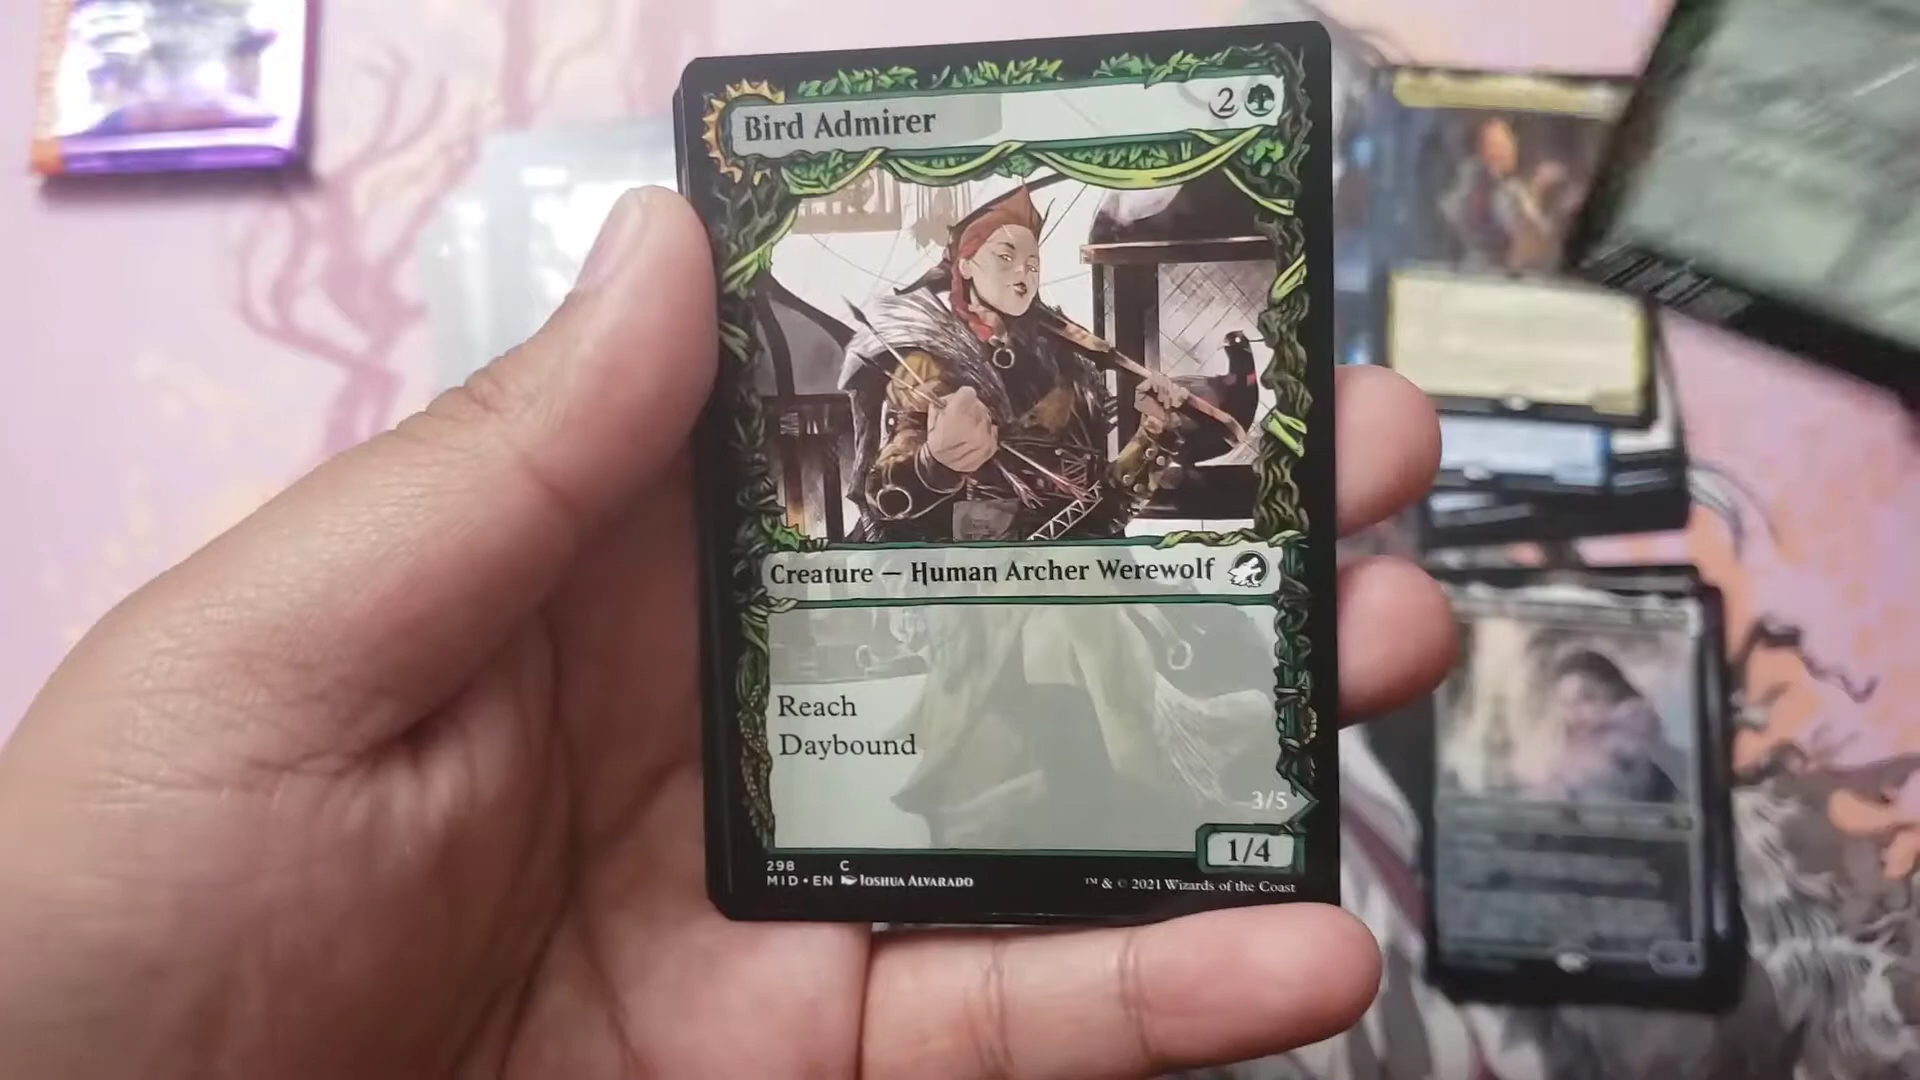 Bird Admirer 2
Creature — Human Archer Werewolf
Reach
Daybound
3/5
1/4
298 C
MID • EN JOSHUA ALVARADO
™ & © 2021 Wizards of the Coast